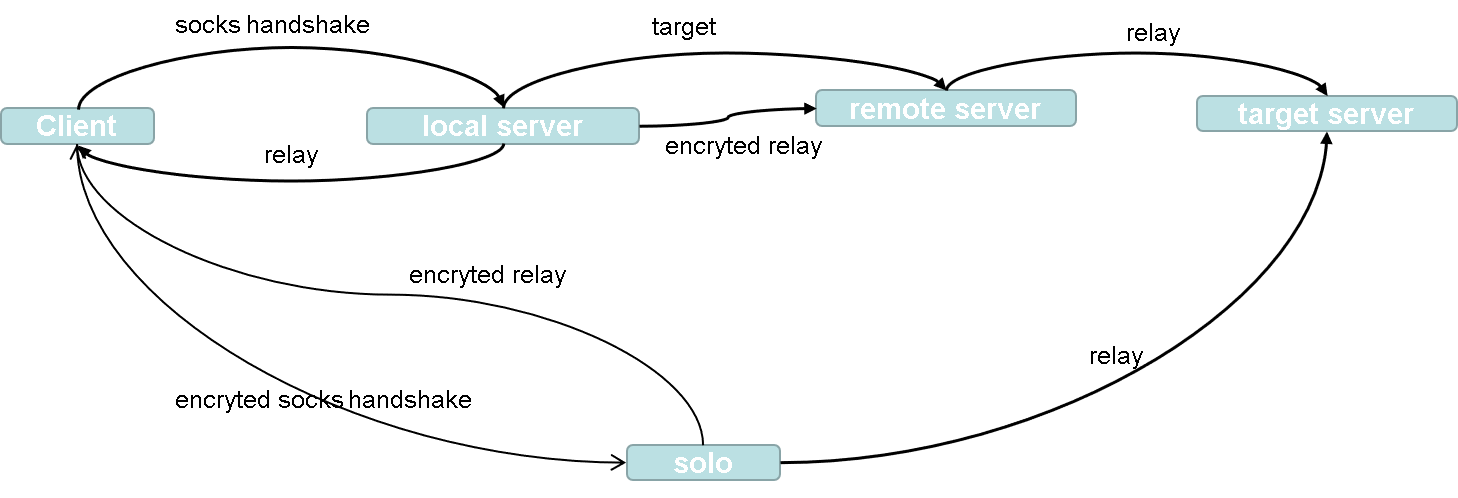 socks handshake
target
relay
Client
local server
remote server
target server
relay
encryted relay
encryted relay
relay
encryted socks handshake
solo